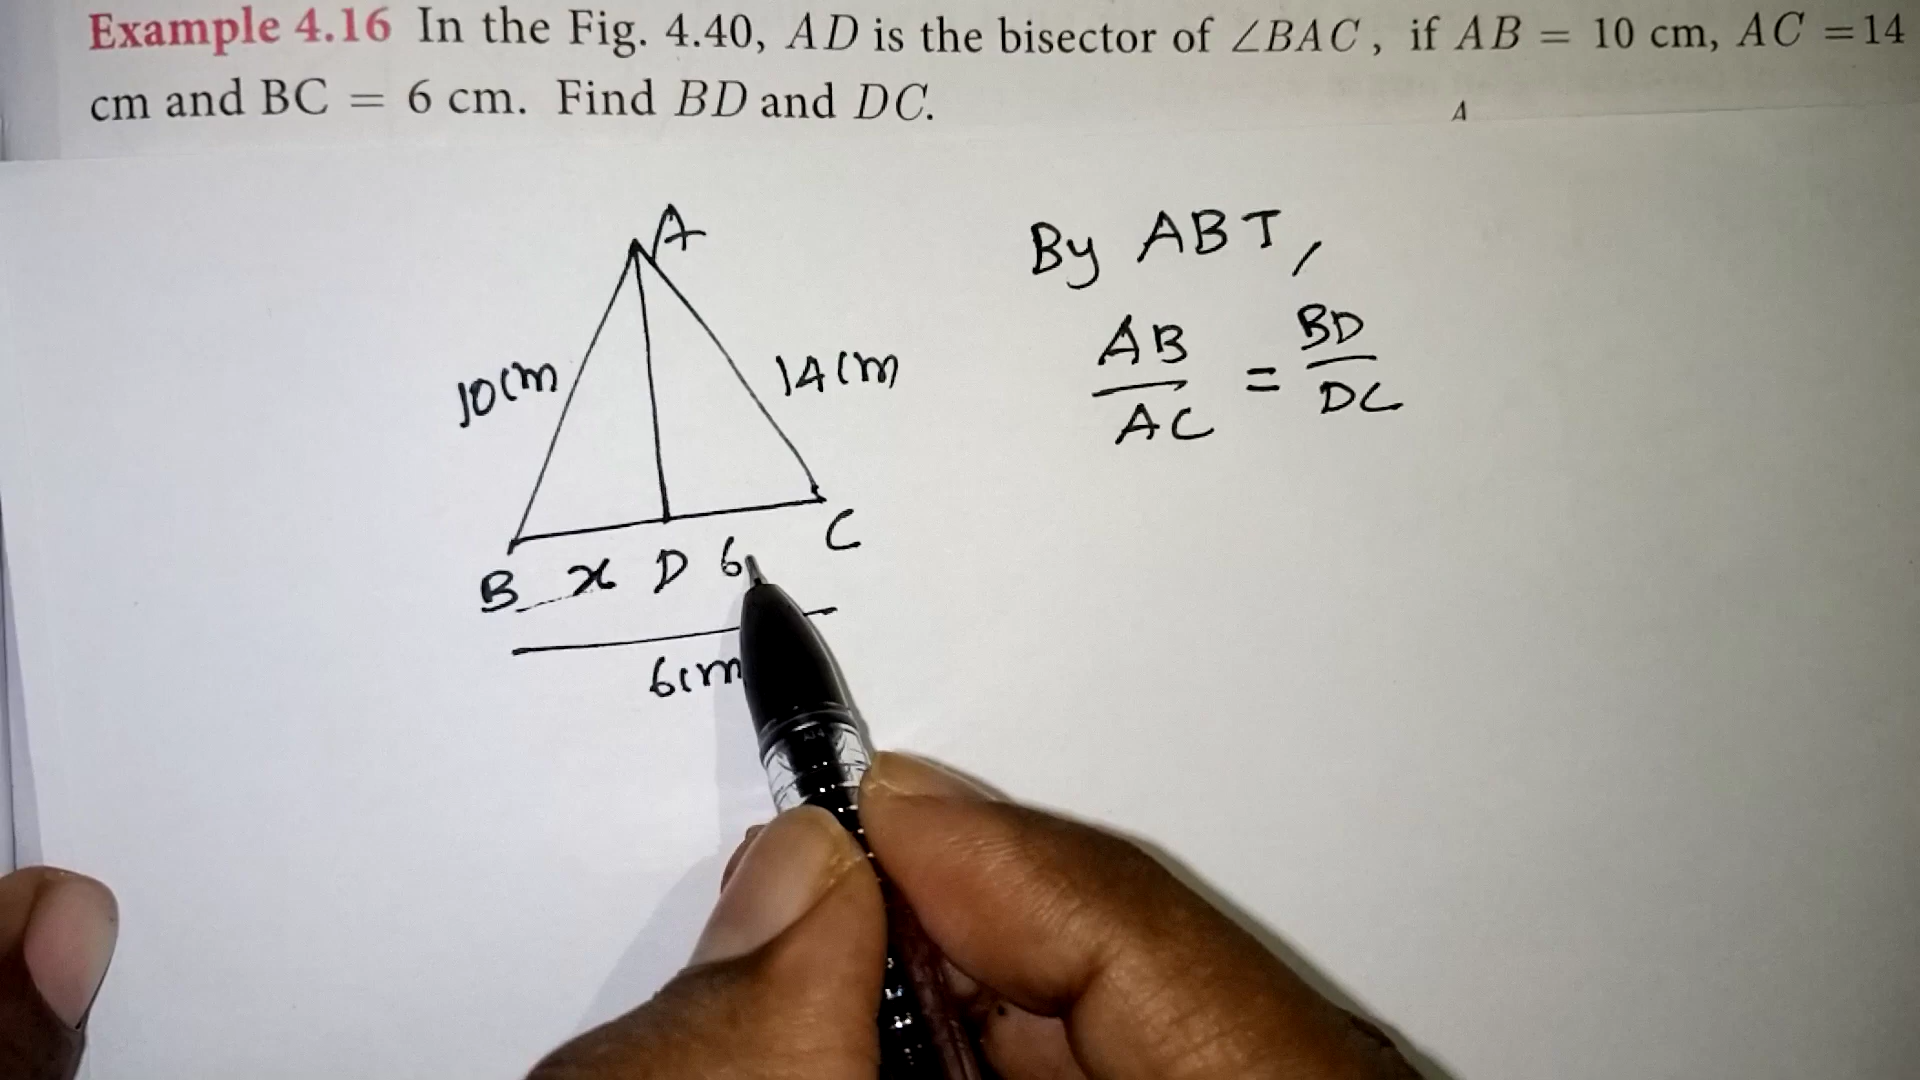 Example 4.16 In the Fig. 4.40, AD is the bisector of ∠BAC, if AB = 10 cm, AC = 14
cm and BC = 6 cm. Find BD and DC.
A
A
By ABT,
10cm
14cm
AB/AC = BD/DC
B x D 6 C
6cm